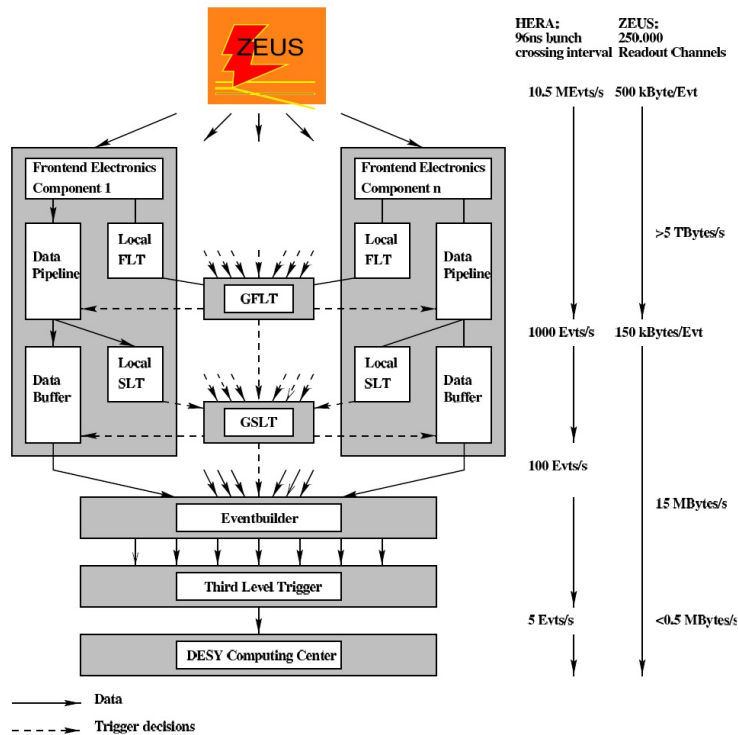 ZEUS
HERA: ZEUS:
96ns bunch 250.000
crossing interval Readout Channels
10.5 MEvts/s 500 kByte/Evt
Frontend Electronics
Component 1
Frontend Electronics
Component n
Data
Pipeline
Local
FLT
Local
FLT
Data
Pipeline
>5 TBytes/s
GFLT
1000 Evts/s 150 kBytes/Evt
Data
Buffer
Local
SLT
Local
SLT
Data
Buffer
GSLT
100 Evts/s
Eventbuilder
15 MBytes/s
Third Level Trigger
5 Evts/s <0.5 MBytes/s
DESY Computing Center
Data
Trigger decisions